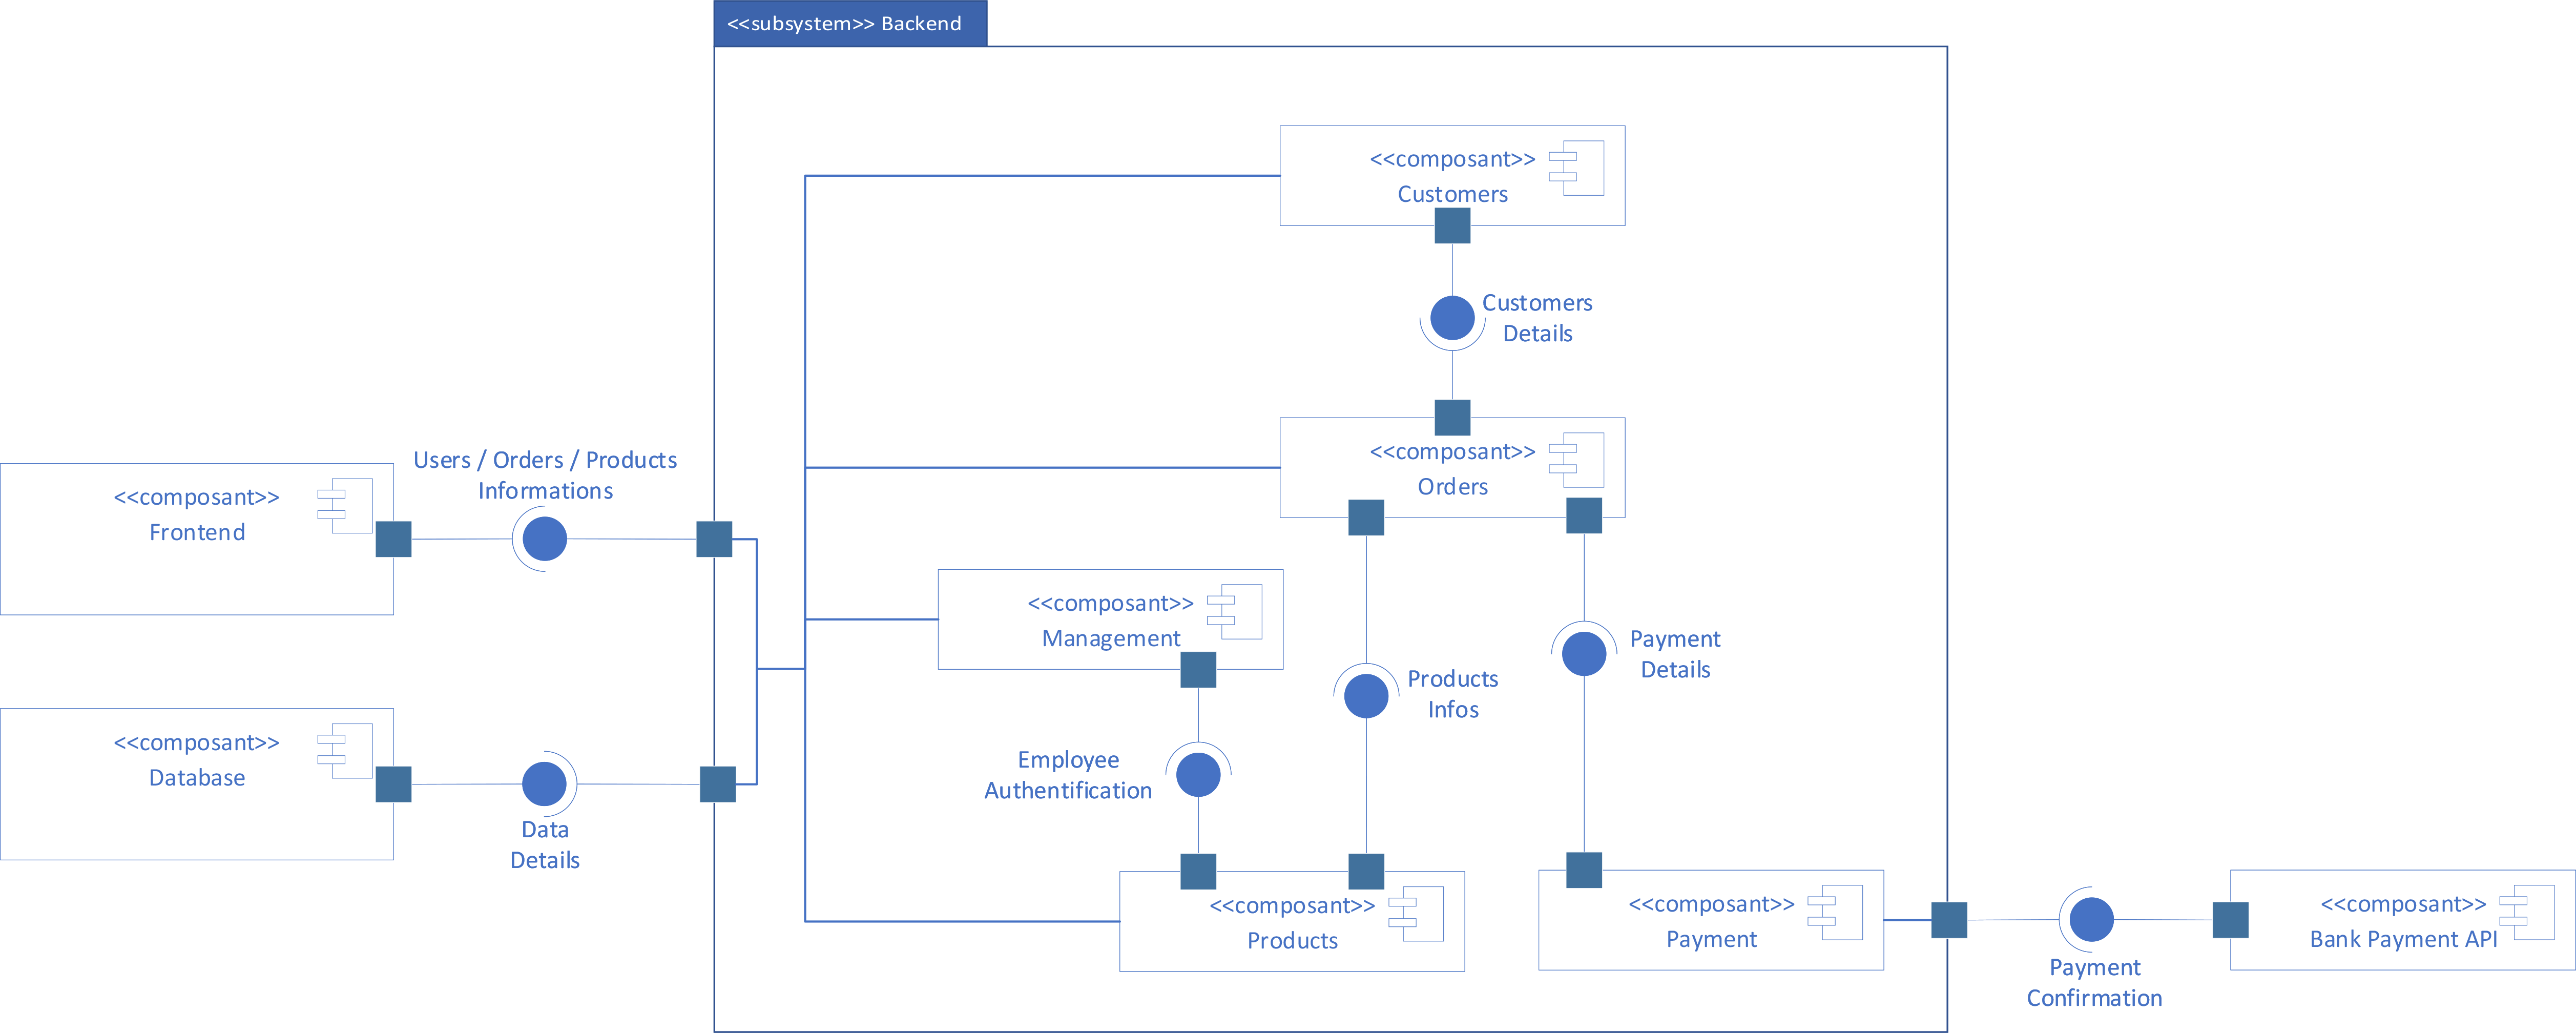 <<subsystem>> Backend
<<composant>>
Customers
Customers
Details
<<composant>>
Orders
Users / Orders / Products
Informations
<<composant>>
Frontend
<<composant>>
Management
Payment
Details
Products
Infos
<<composant>>
Database
Employee
Authentification
Data
Details
<<composant>>
Products
<<composant>>
Payment
<<composant>>
Bank Payment API
Payment
Confirmation